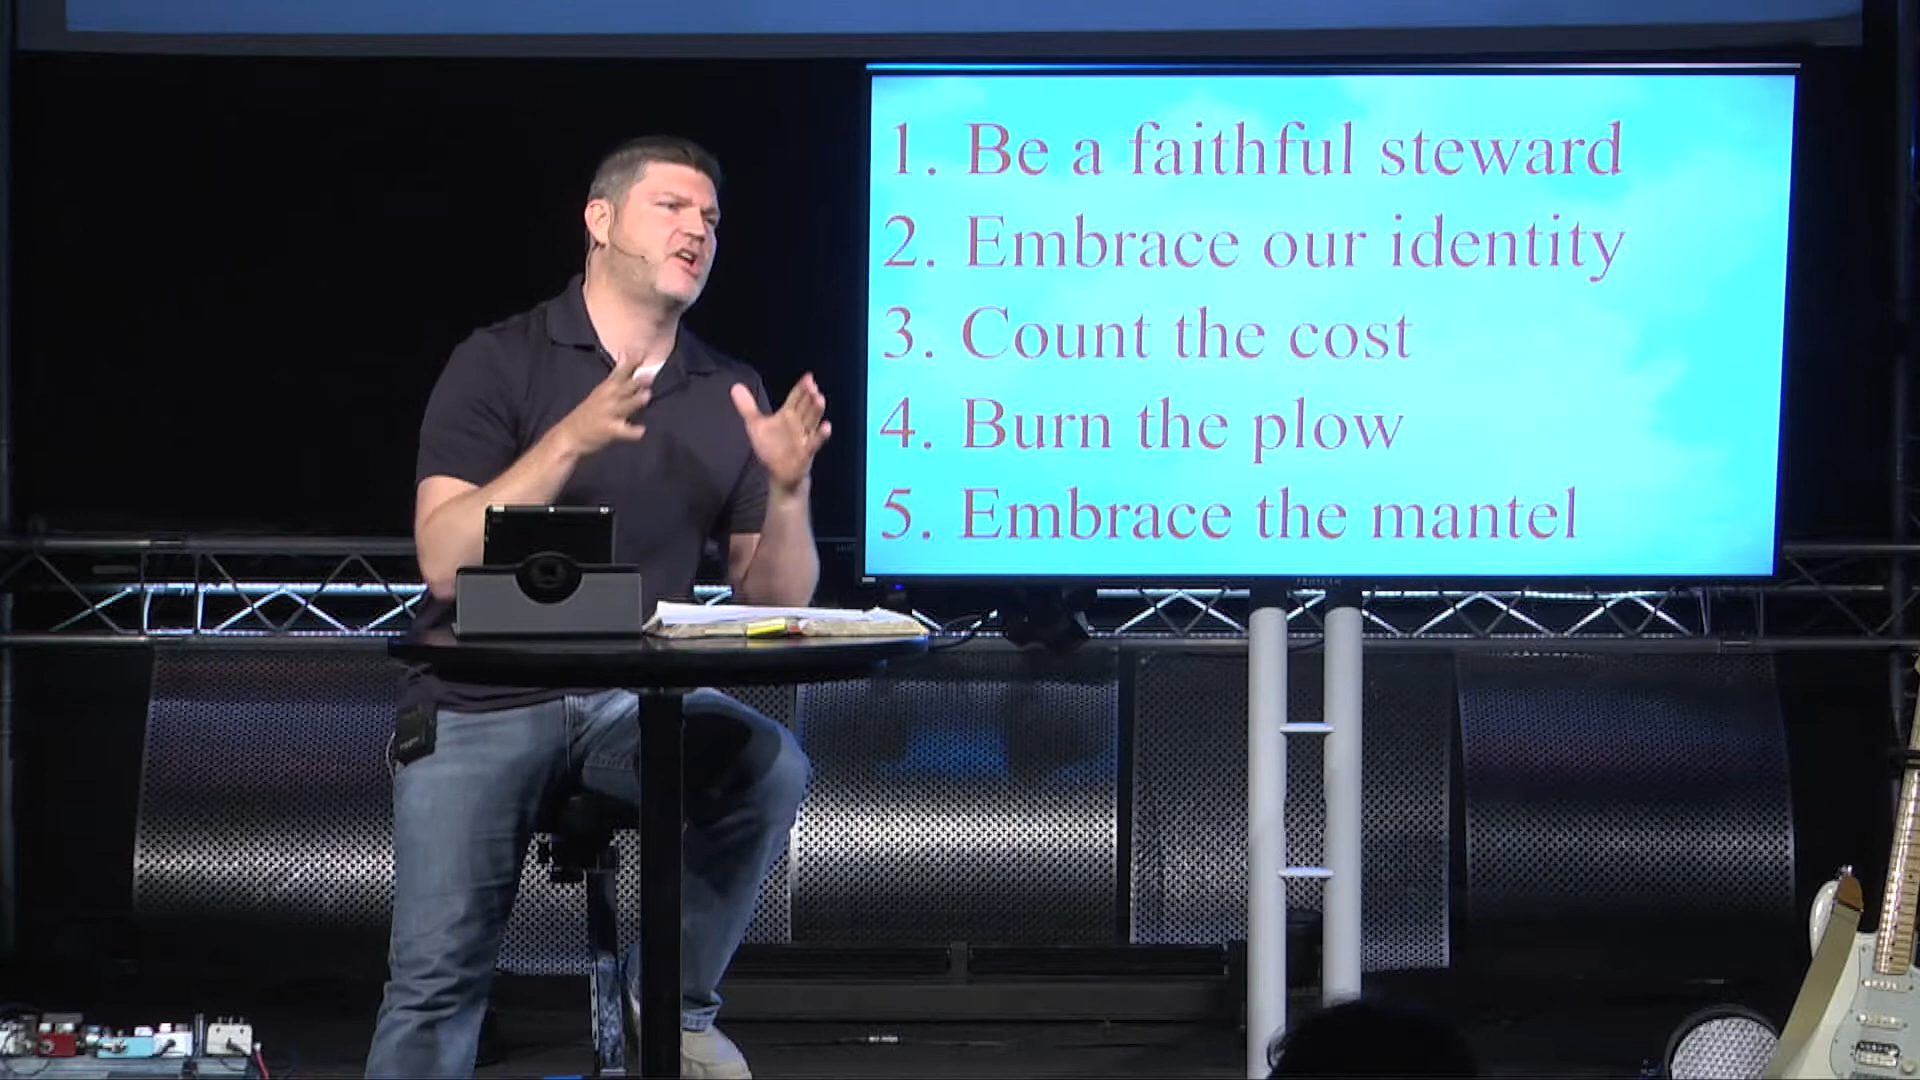 1. Be a faithful steward
2. Embrace our identity
3. Count the cost
4. Burn the plow
5. Embrace the mantel